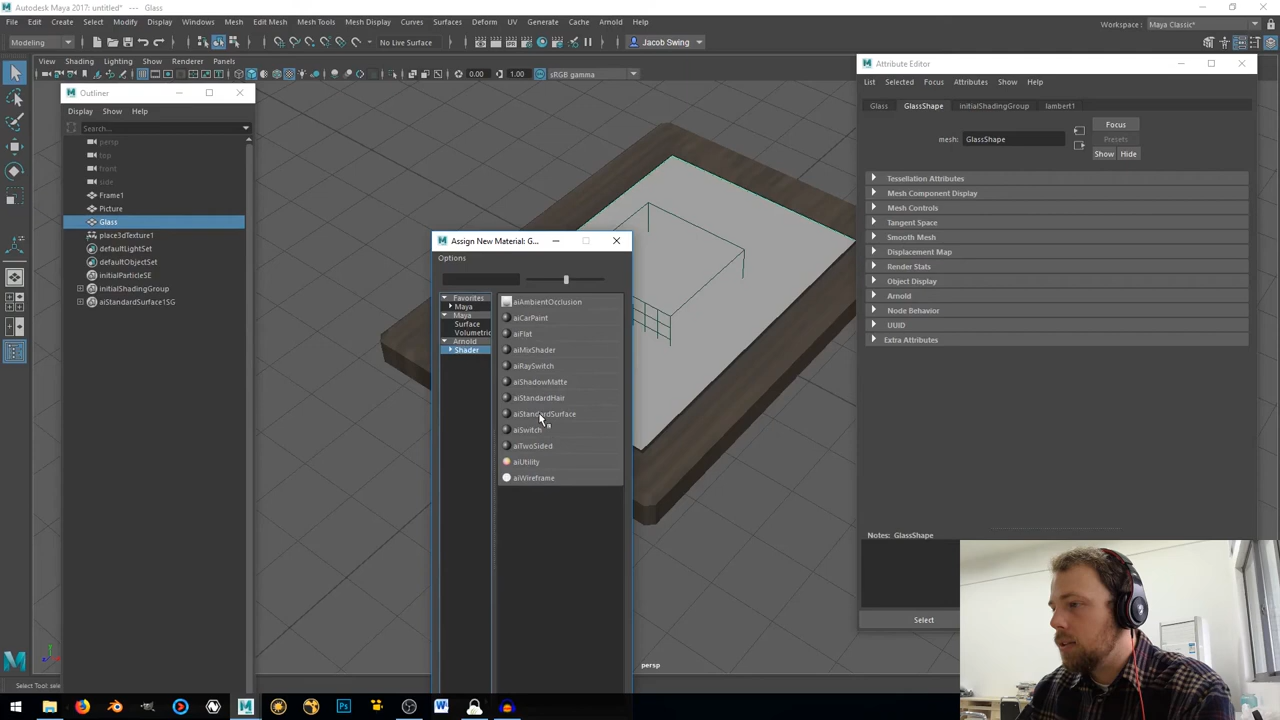 Autodesk Maya 2017: untitled* --- Glass
File Edit Create Select Modify Display Windows Mesh Edit Mesh Mesh Tools Mesh Display Curves Surfaces Deform UV Generate Cache Arnold Help
Workspace: Maya Classic*
Modeling
No Live Surface
Jacob Swing
View Shading Lighting Show Renderer Panels
0.00 1.00 sRGB gamma
Outliner
Display Show Help
Search...
persp
top
front
side
Frame1
Picture
Glass
place3dTexture1
defaultLightSet
defaultObjectSet
initialParticleSE
initialShadingGroup
aiStandardSurface1SG
Assign New Material: G...
Options
Favorites
Maya
Maya
Surface
Volumetric
Arnold
Shader
aiAmbientOcclusion
aiCarPaint
aiFlat
aiMixShader
aiRaySwitch
aiShadowMatte
aiStandardHair
aiStandardSurface
aiSwitch
aiTwoSided
aiUtility
aiWireframe
Attribute Editor
List Selected Focus Attributes Show Help
Glass GlassShape initialShadingGroup lambert1
mesh: GlassShape
Focus
Presets
Show Hide
Tessellation Attributes
Mesh Component Display
Mesh Controls
Tangent Space
Smooth Mesh
Displacement Map
Render Stats
Object Display
Arnold
Node Behavior
UUID
Extra Attributes
Notes: GlassShape
Select
persp
Select Tool: sele